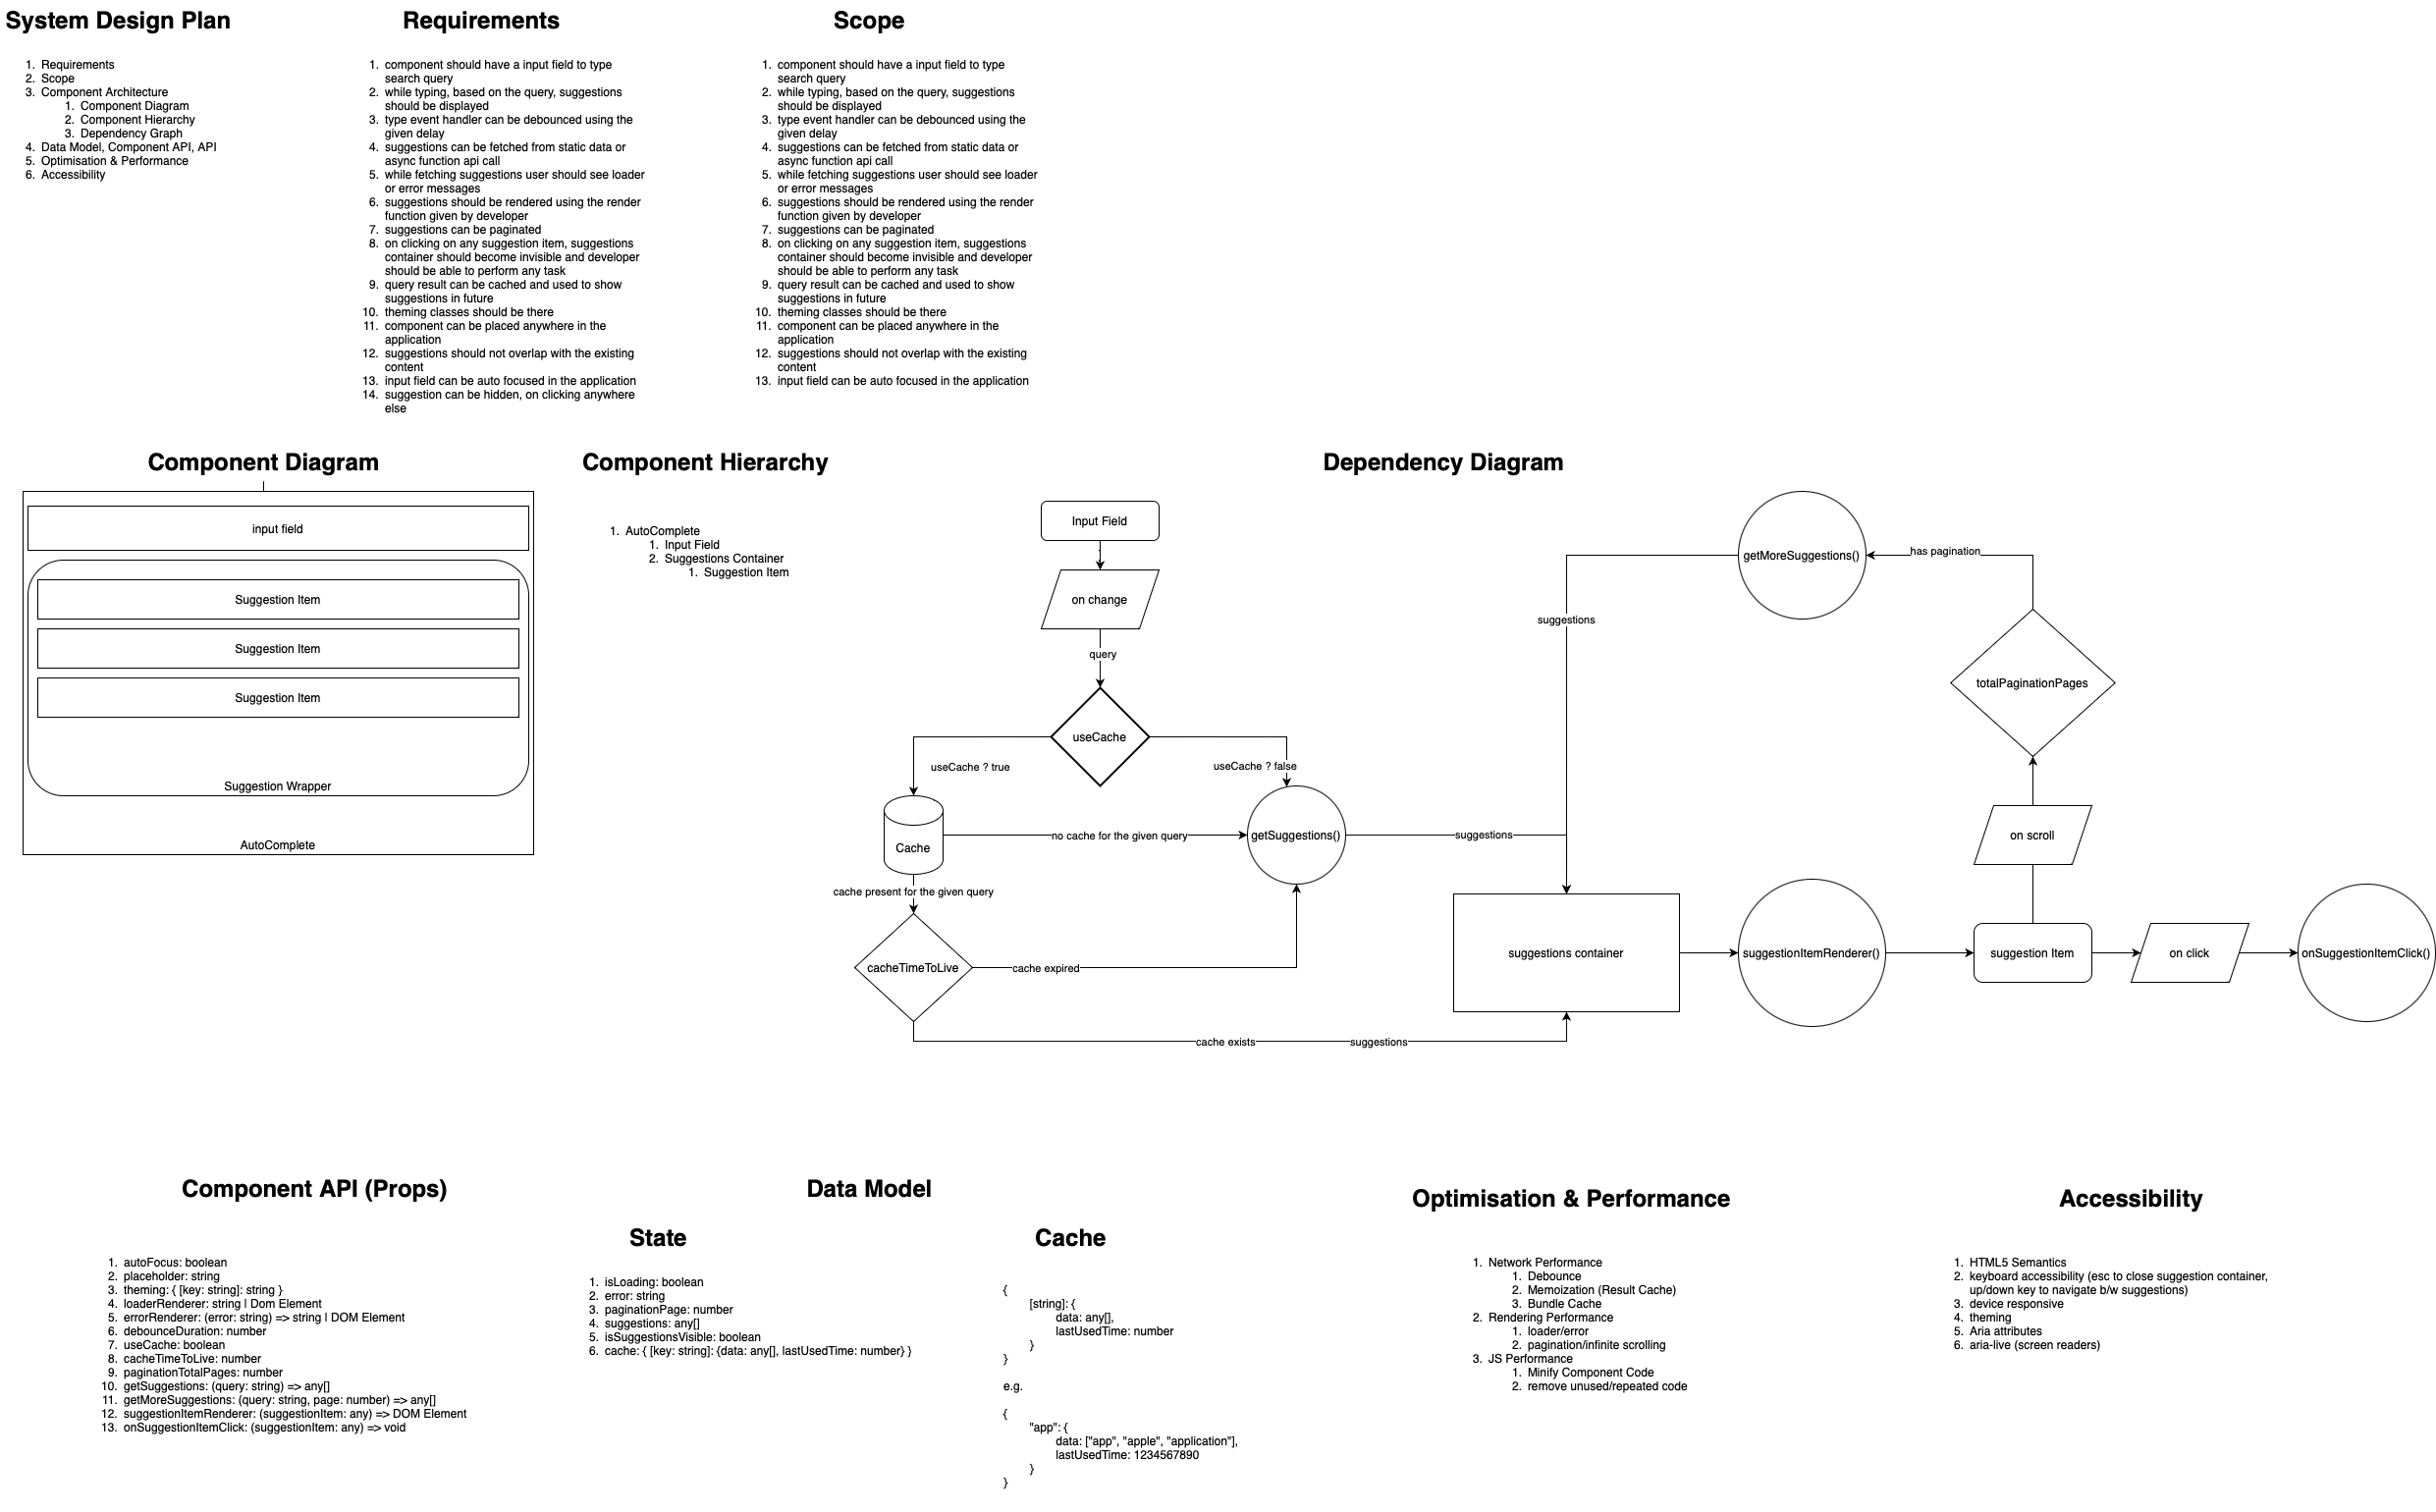 System Design Plan
1. Requirements
2. Scope
3. Component Architecture
1. Component Diagram
2. Component Hierarchy
3. Dependency Graph
4. Data Model, Component API, API
5. Optimisation & Performance
6. Accessibility
Requirements
1. component should have a input field to type
search query
2. while typing, based on the query, suggestions
should be displayed
3. type event handler can be debounced using the
given delay
4. suggestions can be fetched from static data or
async function api call
5. while fetching suggestions user should see loader
or error messages
6. suggestions should be rendered using the render
function given by developer
7. suggestions can be paginated
8. on clicking on any suggestion item, suggestions
container should become invisible and developer
should be able to perform any task
9. query result can be cached and used to show
suggestions in future
10. theming classes should be there
11. component can be placed anywhere in the
application
12. suggestions should not overlap with the existing
content
13. input field can be auto focused in the application
14. suggestion can be hidden, on clicking anywhere
else
Scope
1. component should have a input field to type
search query
2. while typing, based on the query, suggestions
should be displayed
3. type event handler can be debounced using the
given delay
4. suggestions can be fetched from static data or
async function api call
5. while fetching suggestions user should see loader
or error messages
6. suggestions should be rendered using the render
function given by developer
7. suggestions can be paginated
8. on clicking on any suggestion item, suggestions
container should become invisible and developer
should be able to perform any task
9. query result can be cached and used to show
suggestions in future
10. theming classes should be there
11. component can be placed anywhere in the
application
12. suggestions should not overlap with the existing
content
13. input field can be auto focused in the application
Component Diagram
input field
Suggestion Item
Suggestion Item
Suggestion Item
Suggestion Wrapper
AutoComplete
Component Hierarchy
1. AutoComplete
1. Input Field
2. Suggestions Container
1. Suggestion Item
Dependency Diagram
Input Field
on change
query
useCache
useCache ? true
useCache ? false
Cache
no cache for the given query
getSuggestions()
suggestions
cache present for the given query
cacheTimeToLive
cache expired
cache exists
suggestions
suggestions
getMoreSuggestions()
has pagination
totalPaginationPages
on scroll
suggestions container
suggestionItemRenderer()
suggestion Item
on click
onSuggestionItemClick()
Component API (Props)
1. autoFocus: boolean
2. placeholder: string
3. theming: { [key: string]: string }
4. loaderRenderer: string | Dom Element
5. errorRenderer: (error: string) => string | DOM Element
6. debounceDuration: number
7. useCache: boolean
8. cacheTimeToLive: number
9. paginationTotalPages: number
10. getSuggestions: (query: string) => any[]
11. getMoreSuggestions: (query: string, page: number) => any[]
12. suggestionItemRenderer: (suggestionItem: any) => DOM Element
13. onSuggestionItemClick: (suggestionItem: any) => void
Data Model
State
1. isLoading: boolean
2. error: string
3. paginationPage: number
4. suggestions: any[]
5. isSuggestionsVisible: boolean
6. cache: { [key: string]: {data: any[], lastUsedTime: number} }
Cache
{
[string]: {
data: any[],
lastUsedTime: number
}
}
e.g.
{
"app": {
data: ["app", "apple", "application"],
lastUsedTime: 1234567890
}
}
Optimisation & Performance
1. Network Performance
1. Debounce
2. Memoization (Result Cache)
3. Bundle Cache
2. Rendering Performance
1. loader/error
2. pagination/infinite scrolling
3. JS Performance
1. Minify Component Code
2. remove unused/repeated code
Accessibility
1. HTML5 Semantics
2. keyboard accessibility (esc to close suggestion container,
up/down key to navigate b/w suggestions)
3. device responsive
4. theming
5. Aria attributes
6. aria-live (screen readers)